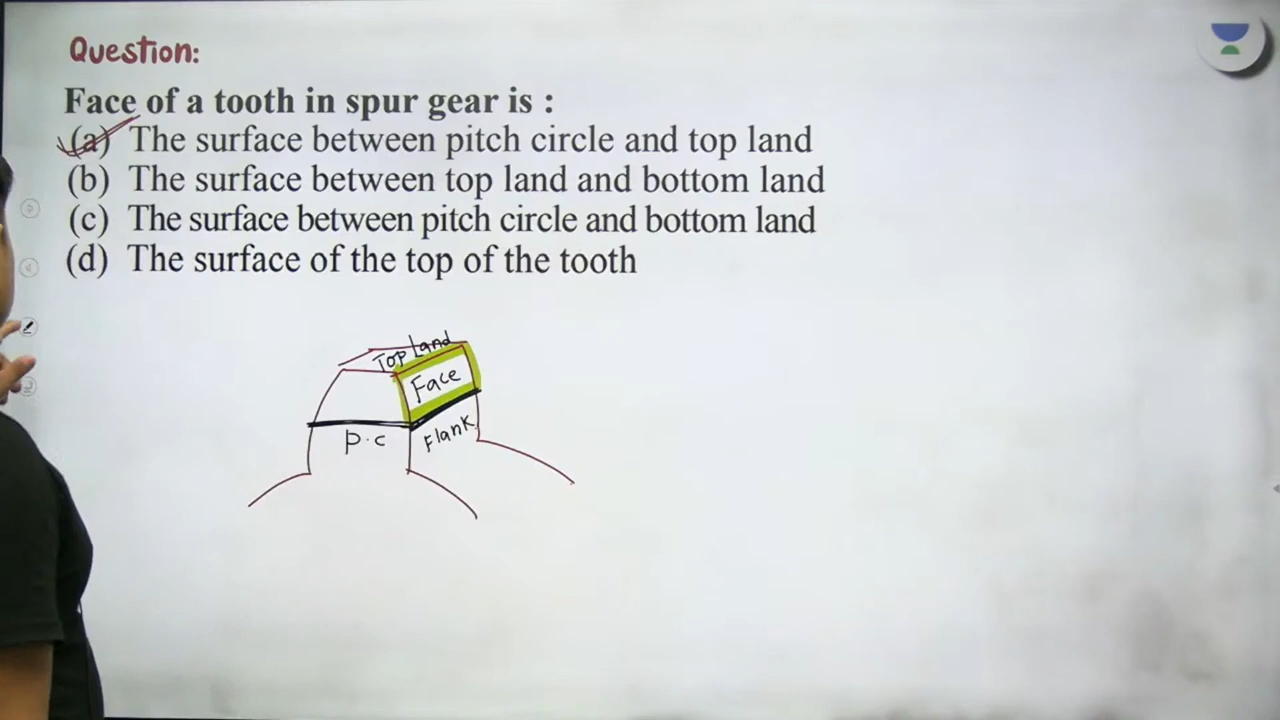 Question:
Face of a tooth in spur gear is :
(a) The surface between pitch circle and top land
(b) The surface between top land and bottom land
(c) The surface between pitch circle and bottom land
(d) The surface of the top of the tooth
Top Land
Face
P.C
Flank